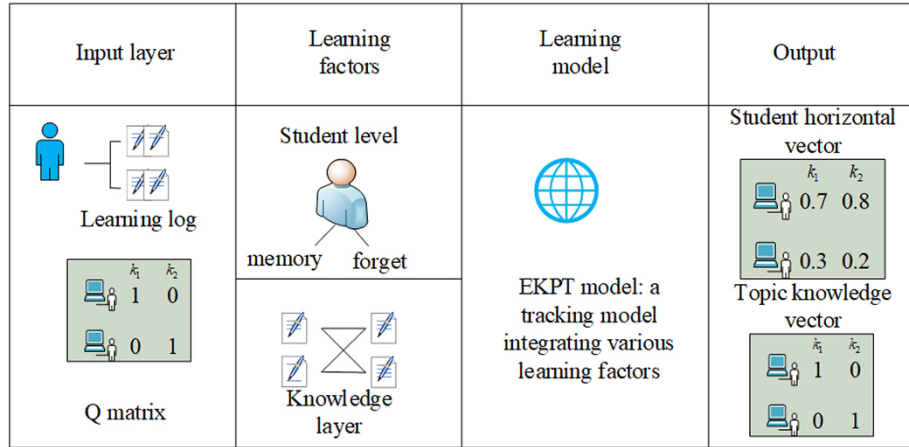 Input layer
Learning
factors
Learning
model
Output
Learning log
k₁ k₂
1 0
0 1
Q matrix
Student level
memory forget
Knowledge
layer
EKPT model: a
tracking model
integrating various
learning factors
Student horizontal
vector
k₁ k₂
0.7 0.8
0.3 0.2
Topic knowledge
vector
k₁ k₂
1 0
0 1